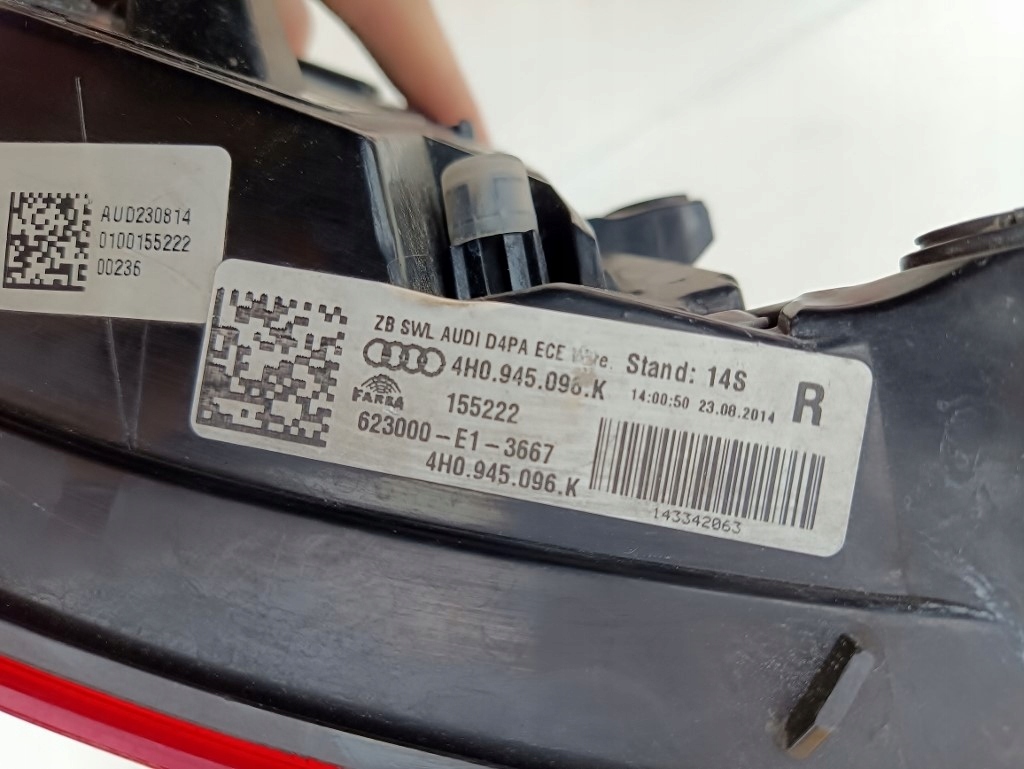 AUD230814
0100155222
00236
ZB SWL AUDI D4PA ECE Stand: 14S
4H0.945.096.K 14:00:50 23.08.2014 R
FARBA 155222
623000-E1-3667
4H0.945.096.K
143342063